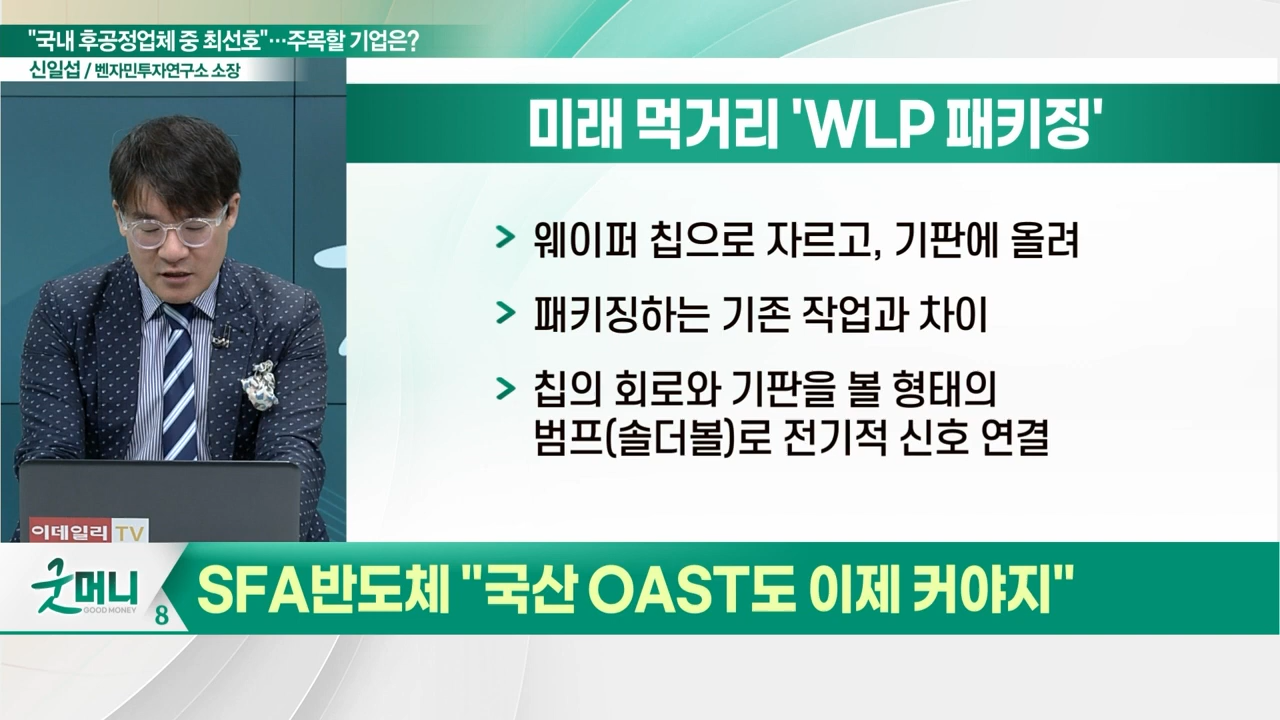 "국내 후공정업체 중 최선호"…주목할 기업은?
신일섭 / 벤자민투자연구소 소장
미래 먹거리 'WLP 패키징'
> 웨이퍼 칩으로 자르고, 기판에 올려
> 패키징하는 기존 작업과 차이
> 칩의 회로와 기판을 볼 형태의
범프(솔더볼)로 전기적 신호 연결
이데일리 TV
굿머니
GOOD MONEY
8
SFA반도체 "국산 OAST도 이제 커야지"